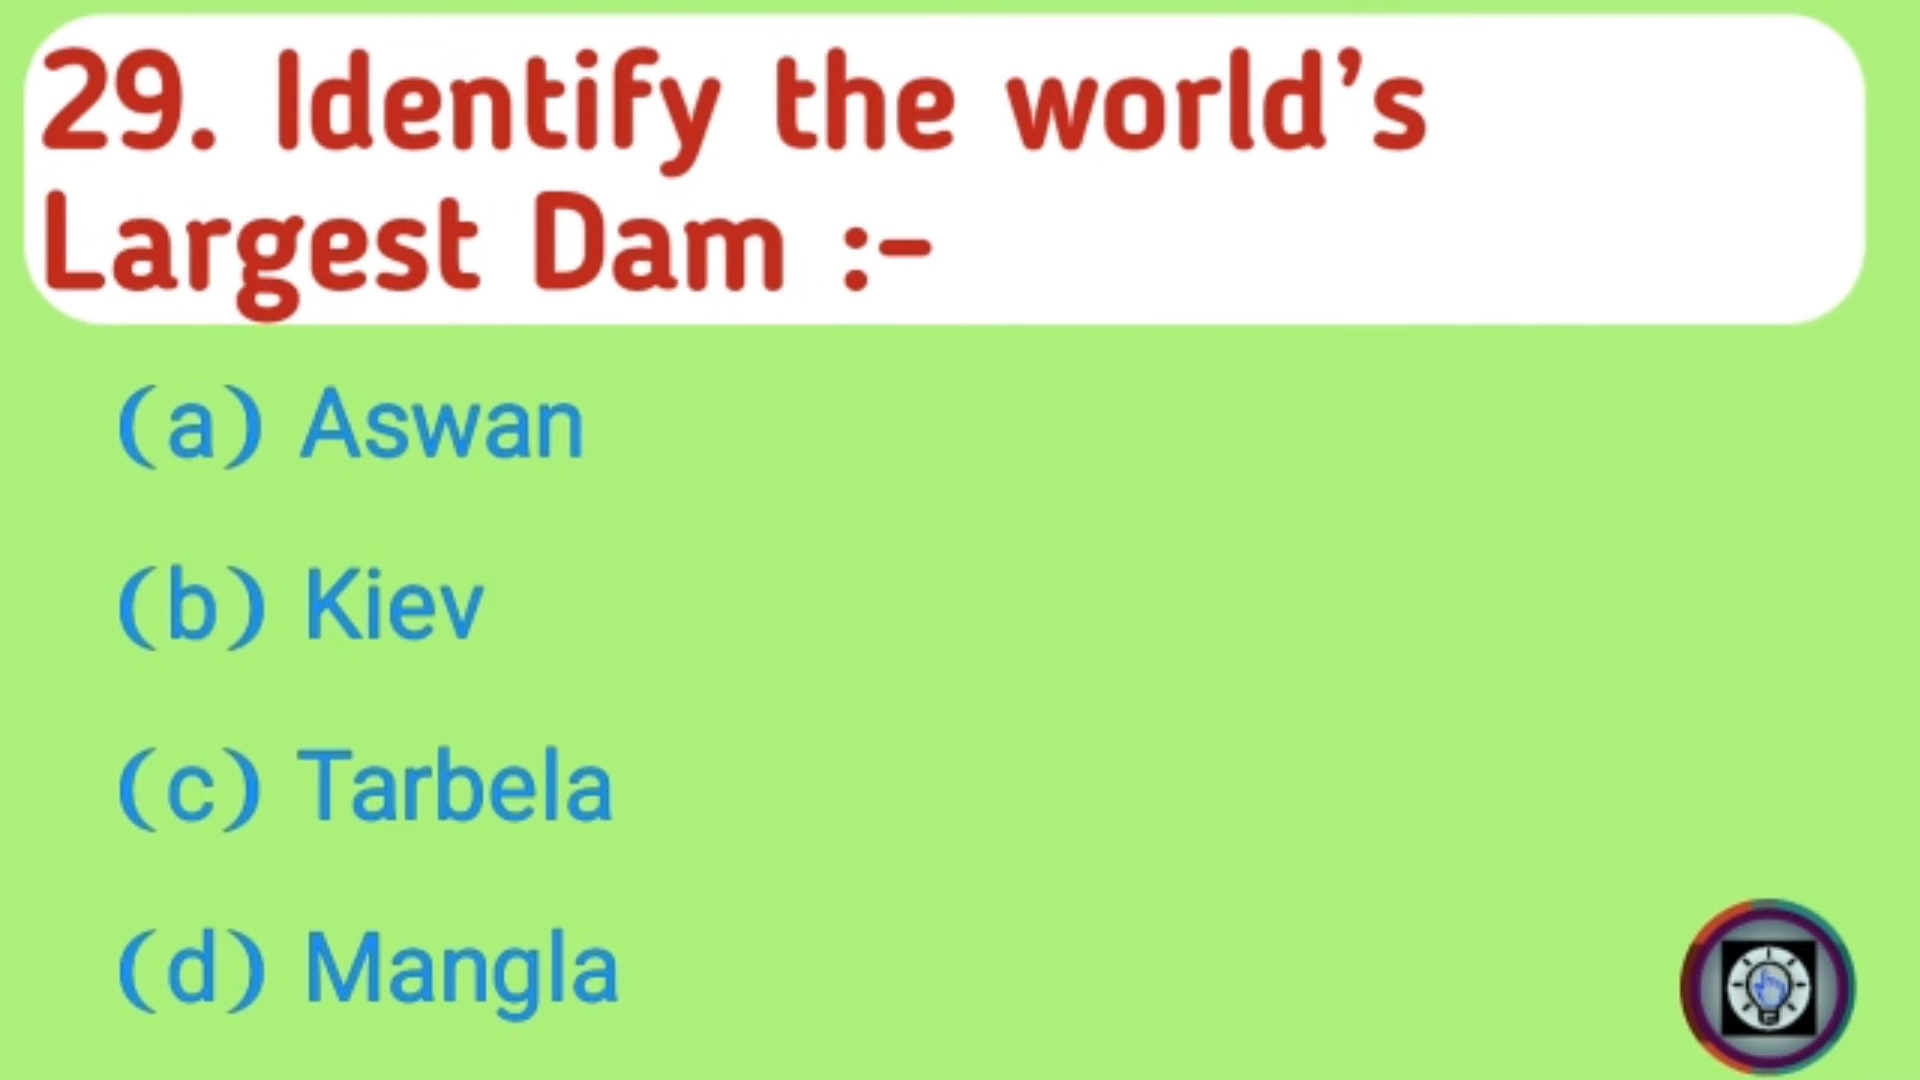 29. Identify the world’s
Largest Dam :-
(a) Aswan
(b) Kiev
(c) Tarbela
(d) Mangla